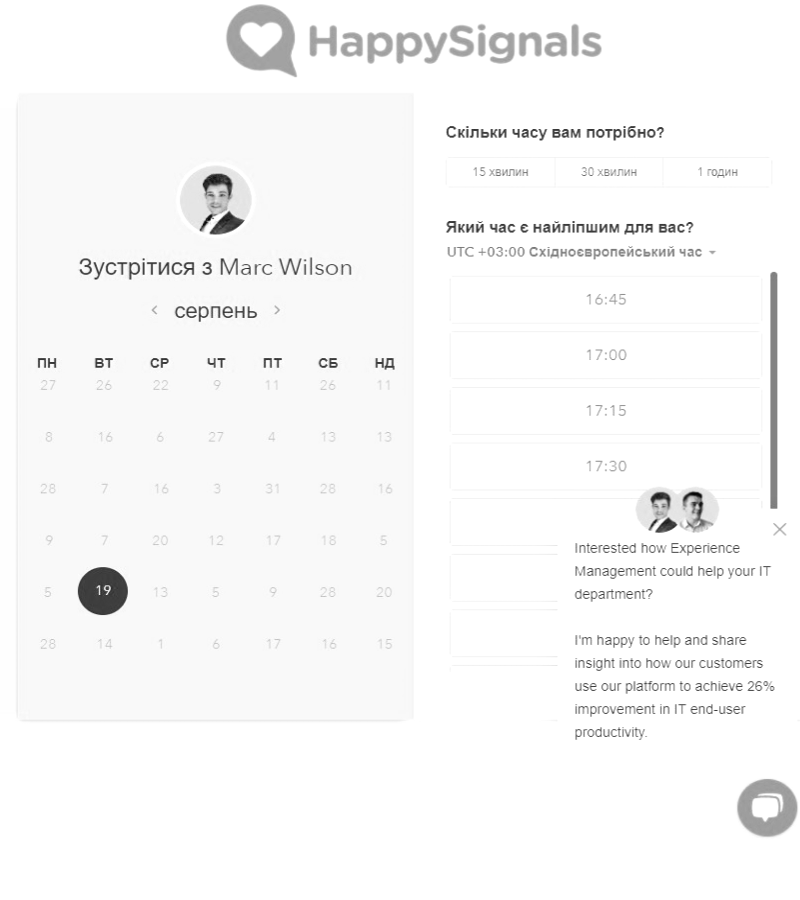 HappySignals
Зустрітися з Marc Wilson
серпень
ПН ВТ СР ЧТ ПТ СБ НД
27 26 22 9 11 26 11
8 16 6 27 4 13 13
28 7 16 3 31 28 16
9 7 20 12 17 18 5
5 19 13 5 9 28 20
28 14 1 6 17 16 15
Скільки часу вам потрібно?
15 хвилин 30 хвилин 1 годин
Який час є найліпшим для вас?
UTC +03:00 Східноєвропейський час
16:45
17:00
17:15
17:30
Interested how Experience
Management could help your IT
department?
I'm happy to help and share
insight into how our customers
use our platform to achieve 26%
improvement in IT end-user
productivity.